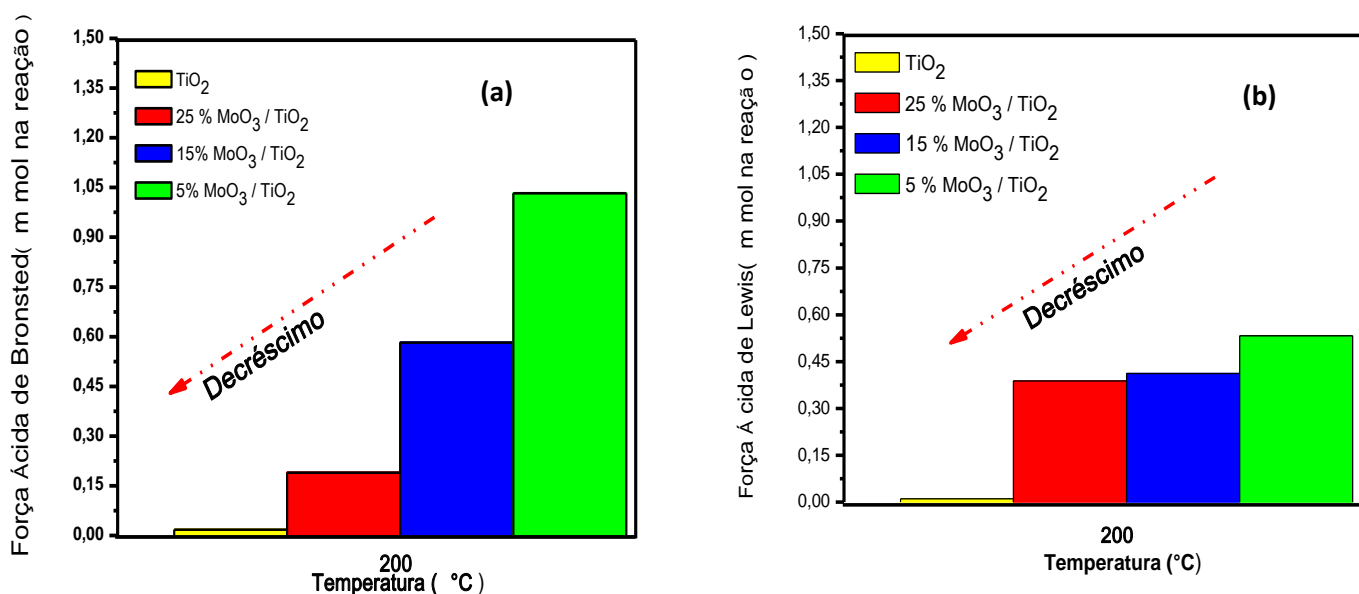 Força Ácida de Bronsted( m mol na reação )
1,50
1,35
1,20
1,05
0,90
0,75
0,60
0,45
0,30
0,15
0,00
TiO2
25 % MoO3 / TiO2
15% MoO3 / TiO2
5% MoO3 / TiO2
(a)
Decréscimo
200
Temperatura ( °C )
Força Á cida de Lewis( m mol na reaçã o )
1,50
1,35
1,20
1,05
0,90
0,75
0,60
0,45
0,30
0,15
0,00
TiO2
25 % MoO3 / TiO2
15 % MoO3 / TiO2
5 % MoO3 / TiO2
(b)
Decréscimo
200
Temperatura (°C)